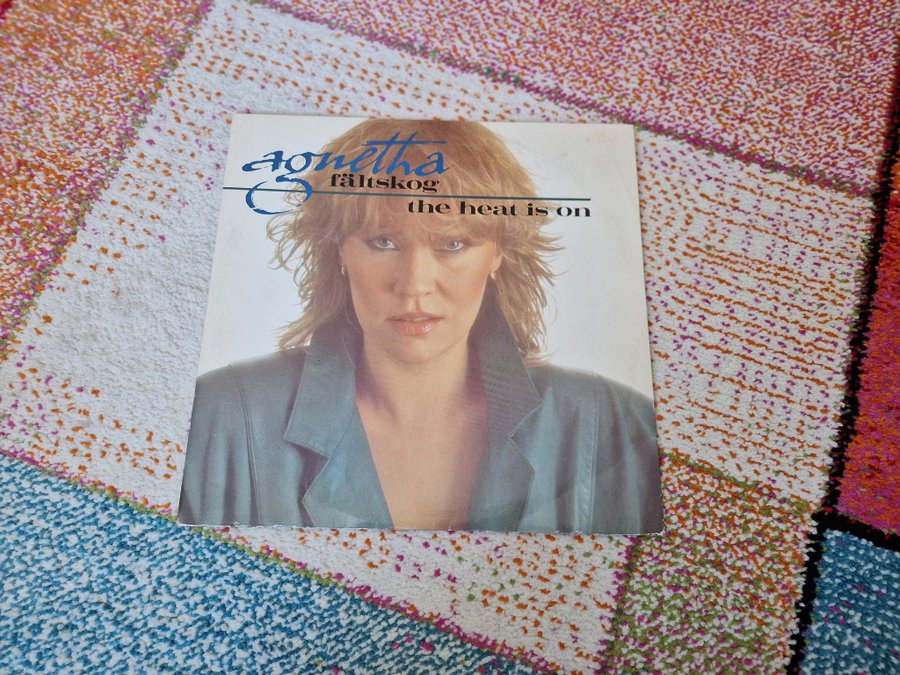 agnetha
fältskog
the heat is on